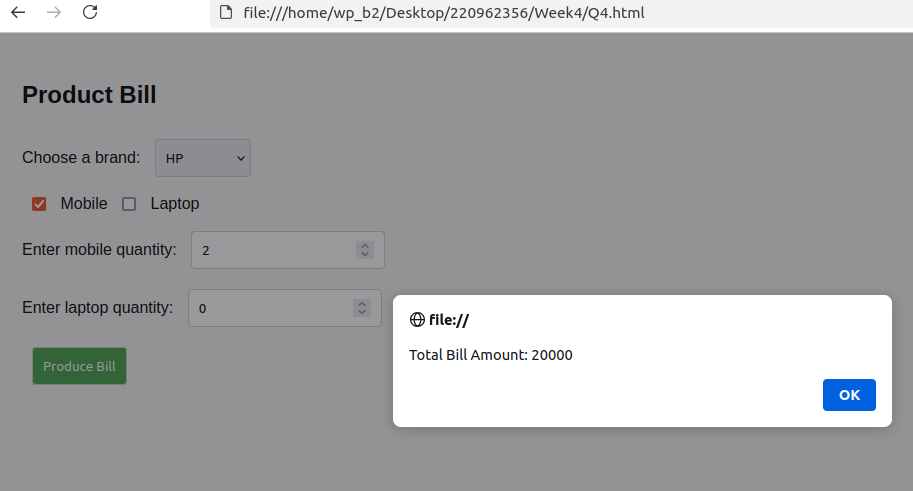 file:///home/wp_b2/Desktop/220962356/Week4/Q4.html
Product Bill
Choose a brand: HP
Mobile Laptop
Enter mobile quantity: 2
Enter laptop quantity: 0
file://
Total Bill Amount: 20000
Produce Bill
OK